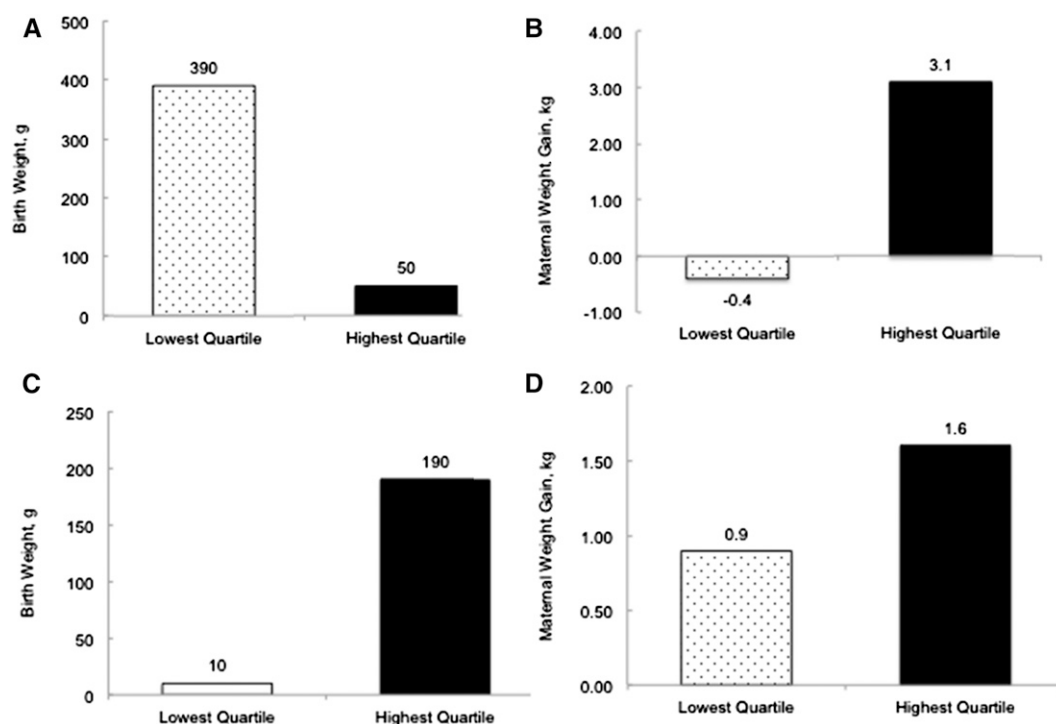 A
Birth Weight, g
500
400
300
200
100
0
390
50
Lowest Quartile
Highest Quartile
B
Maternal Weight Gain, kg
4.00
3.00
2.00
1.00
0.00
-1.00
-0.4
3.1
Lowest Quartile
Highest Quartile
C
Birth Weight, g
250
200
150
100
50
0
10
190
Lowest Quartile
Highest Quartile
D
Maternal Weight Gain, kg
2.00
1.50
1.00
0.50
0.00
0.9
1.6
Lowest Quartile
Highest Quartile